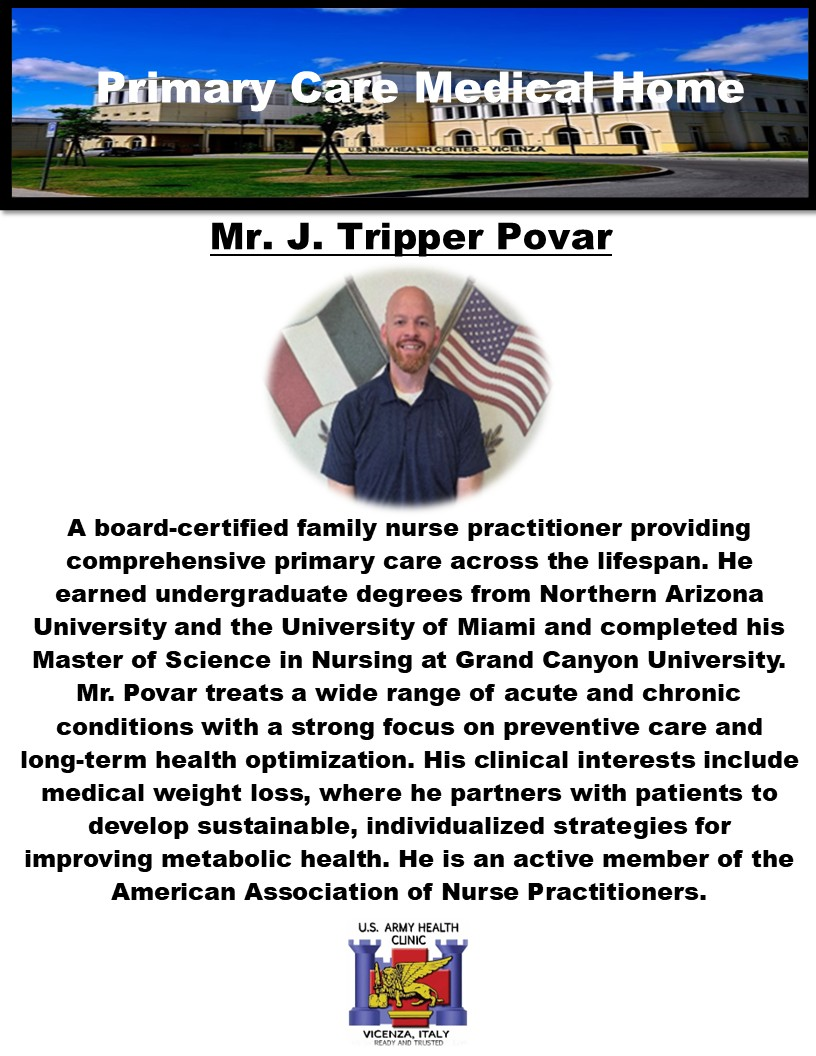 Primary Care Medical Home
U.S. ARMY HEALTH CENTER - VICENZA
Mr. J. Tripper Povar
A board-certified family nurse practitioner providing
comprehensive primary care across the lifespan. He
earned undergraduate degrees from Northern Arizona
University and the University of Miami and completed his
Master of Science in Nursing at Grand Canyon University.
Mr. Povar treats a wide range of acute and chronic
conditions with a strong focus on preventive care and
long-term health optimization. His clinical interests include
medical weight loss, where he partners with patients to
develop sustainable, individualized strategies for
improving metabolic health. He is an active member of the
American Association of Nurse Practitioners.
U.S. ARMY HEALTH
CLINIC
VICENZA, ITALY
READY AND TRUSTED